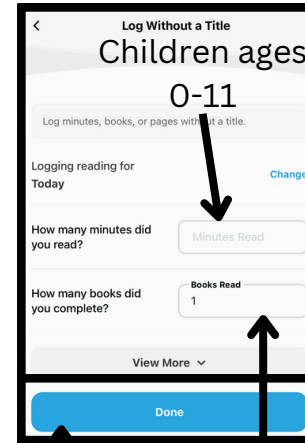 Log Without a Title
Children ages
0-11
Log minutes, books, or pages without a title.
Logging reading for
Today
Change
How many minutes did
you read?
Minutes Read
How many books did
you complete?
Books Read
1
View More
Done